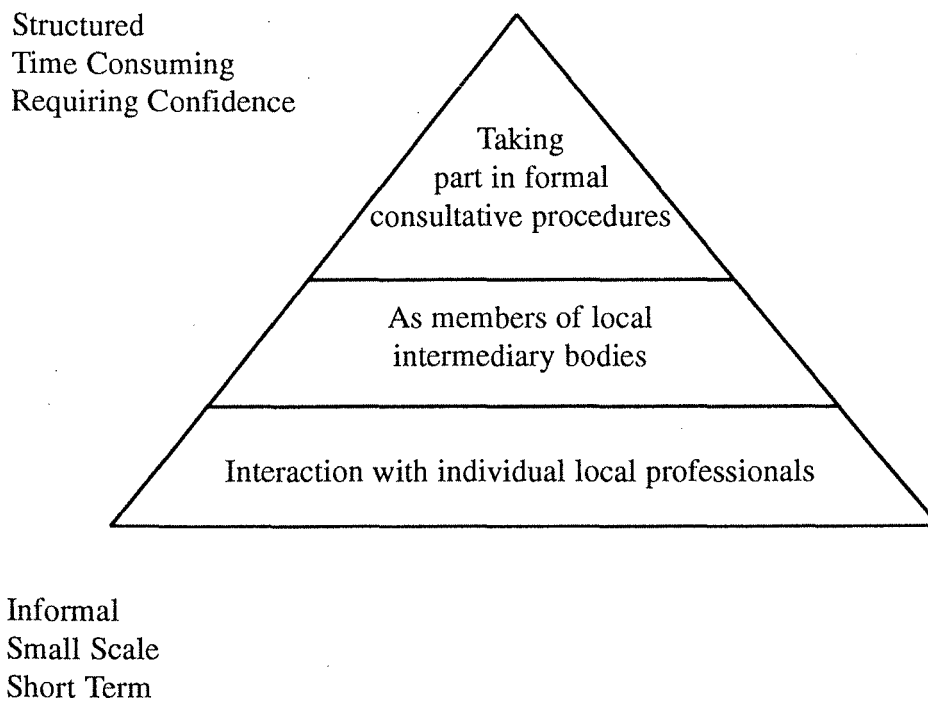 Structured
Time Consuming
Requiring Confidence
Taking
part in formal
consultative procedures
As members of local
intermediary bodies
Interaction with individual local professionals
Informal
Small Scale
Short Term